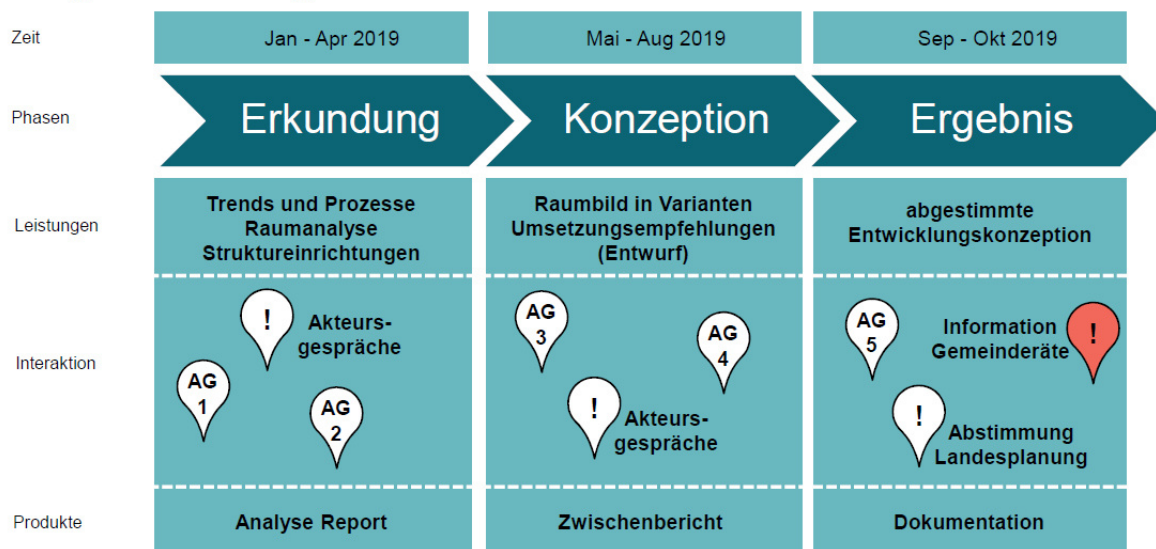 Zeit
Jan - Apr 2019
Mai - Aug 2019
Sep - Okt 2019
Phasen
Erkundung
Konzeption
Ergebnis
Leistungen
Trends und Prozesse
Raumanalyse
Struktureinrichtungen
Raumbild in Varianten
Umsetzungsempfehlungen
(Entwurf)
abgestimmte
Entwicklungskonzeption
Interaktion
!
Akteurs-
gespräche
AG
1
AG
2
AG
3
AG
4
!
Akteurs-
gespräche
AG
5
Information
Gemeinderäte
!
!
Abstimmung
Landesplanung
Produkte
Analyse Report
Zwischenbericht
Dokumentation